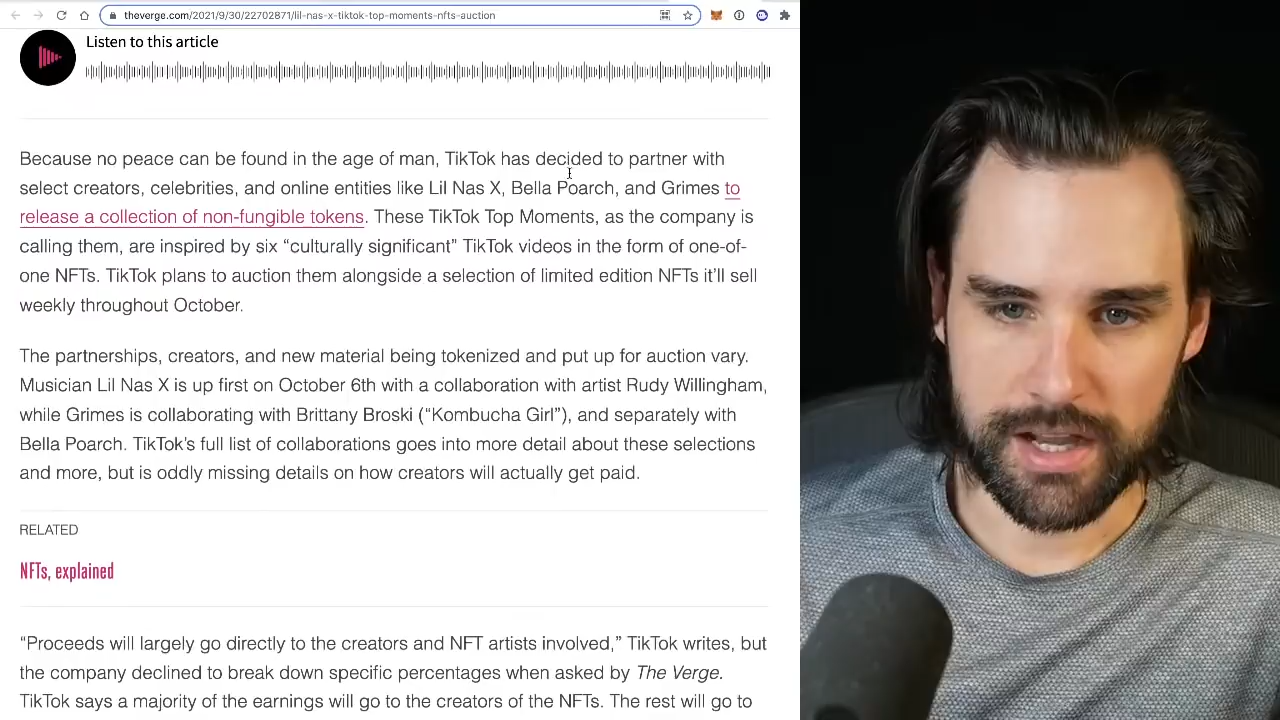 theverge.com/2021/9/30/22702871/lil-nas-x-tiktok-top-moments-nfts-auction
Listen to this article
Because no peace can be found in the age of man, TikTok has decided to partner with
select creators, celebrities, and online entities like Lil Nas X, Bella Poarch, and Grimes to
release a collection of non-fungible tokens. These TikTok Top Moments, as the company is
calling them, are inspired by six “culturally significant” TikTok videos in the form of one-of-
one NFTs. TikTok plans to auction them alongside a selection of limited edition NFTs it’ll sell
weekly throughout October.
The partnerships, creators, and new material being tokenized and put up for auction vary.
Musician Lil Nas X is up first on October 6th with a collaboration with artist Rudy Willingham,
while Grimes is collaborating with Brittany Broski (“Kombucha Girl”), and separately with
Bella Poarch. TikTok’s full list of collaborations goes into more detail about these selections
and more, but is oddly missing details on how creators will actually get paid.
RELATED
NFTs, explained
“Proceeds will largely go directly to the creators and NFT artists involved,” TikTok writes, but
the company declined to break down specific percentages when asked by The Verge.
TikTok says a majority of the earnings will go to the creators of the NFTs. The rest will go to